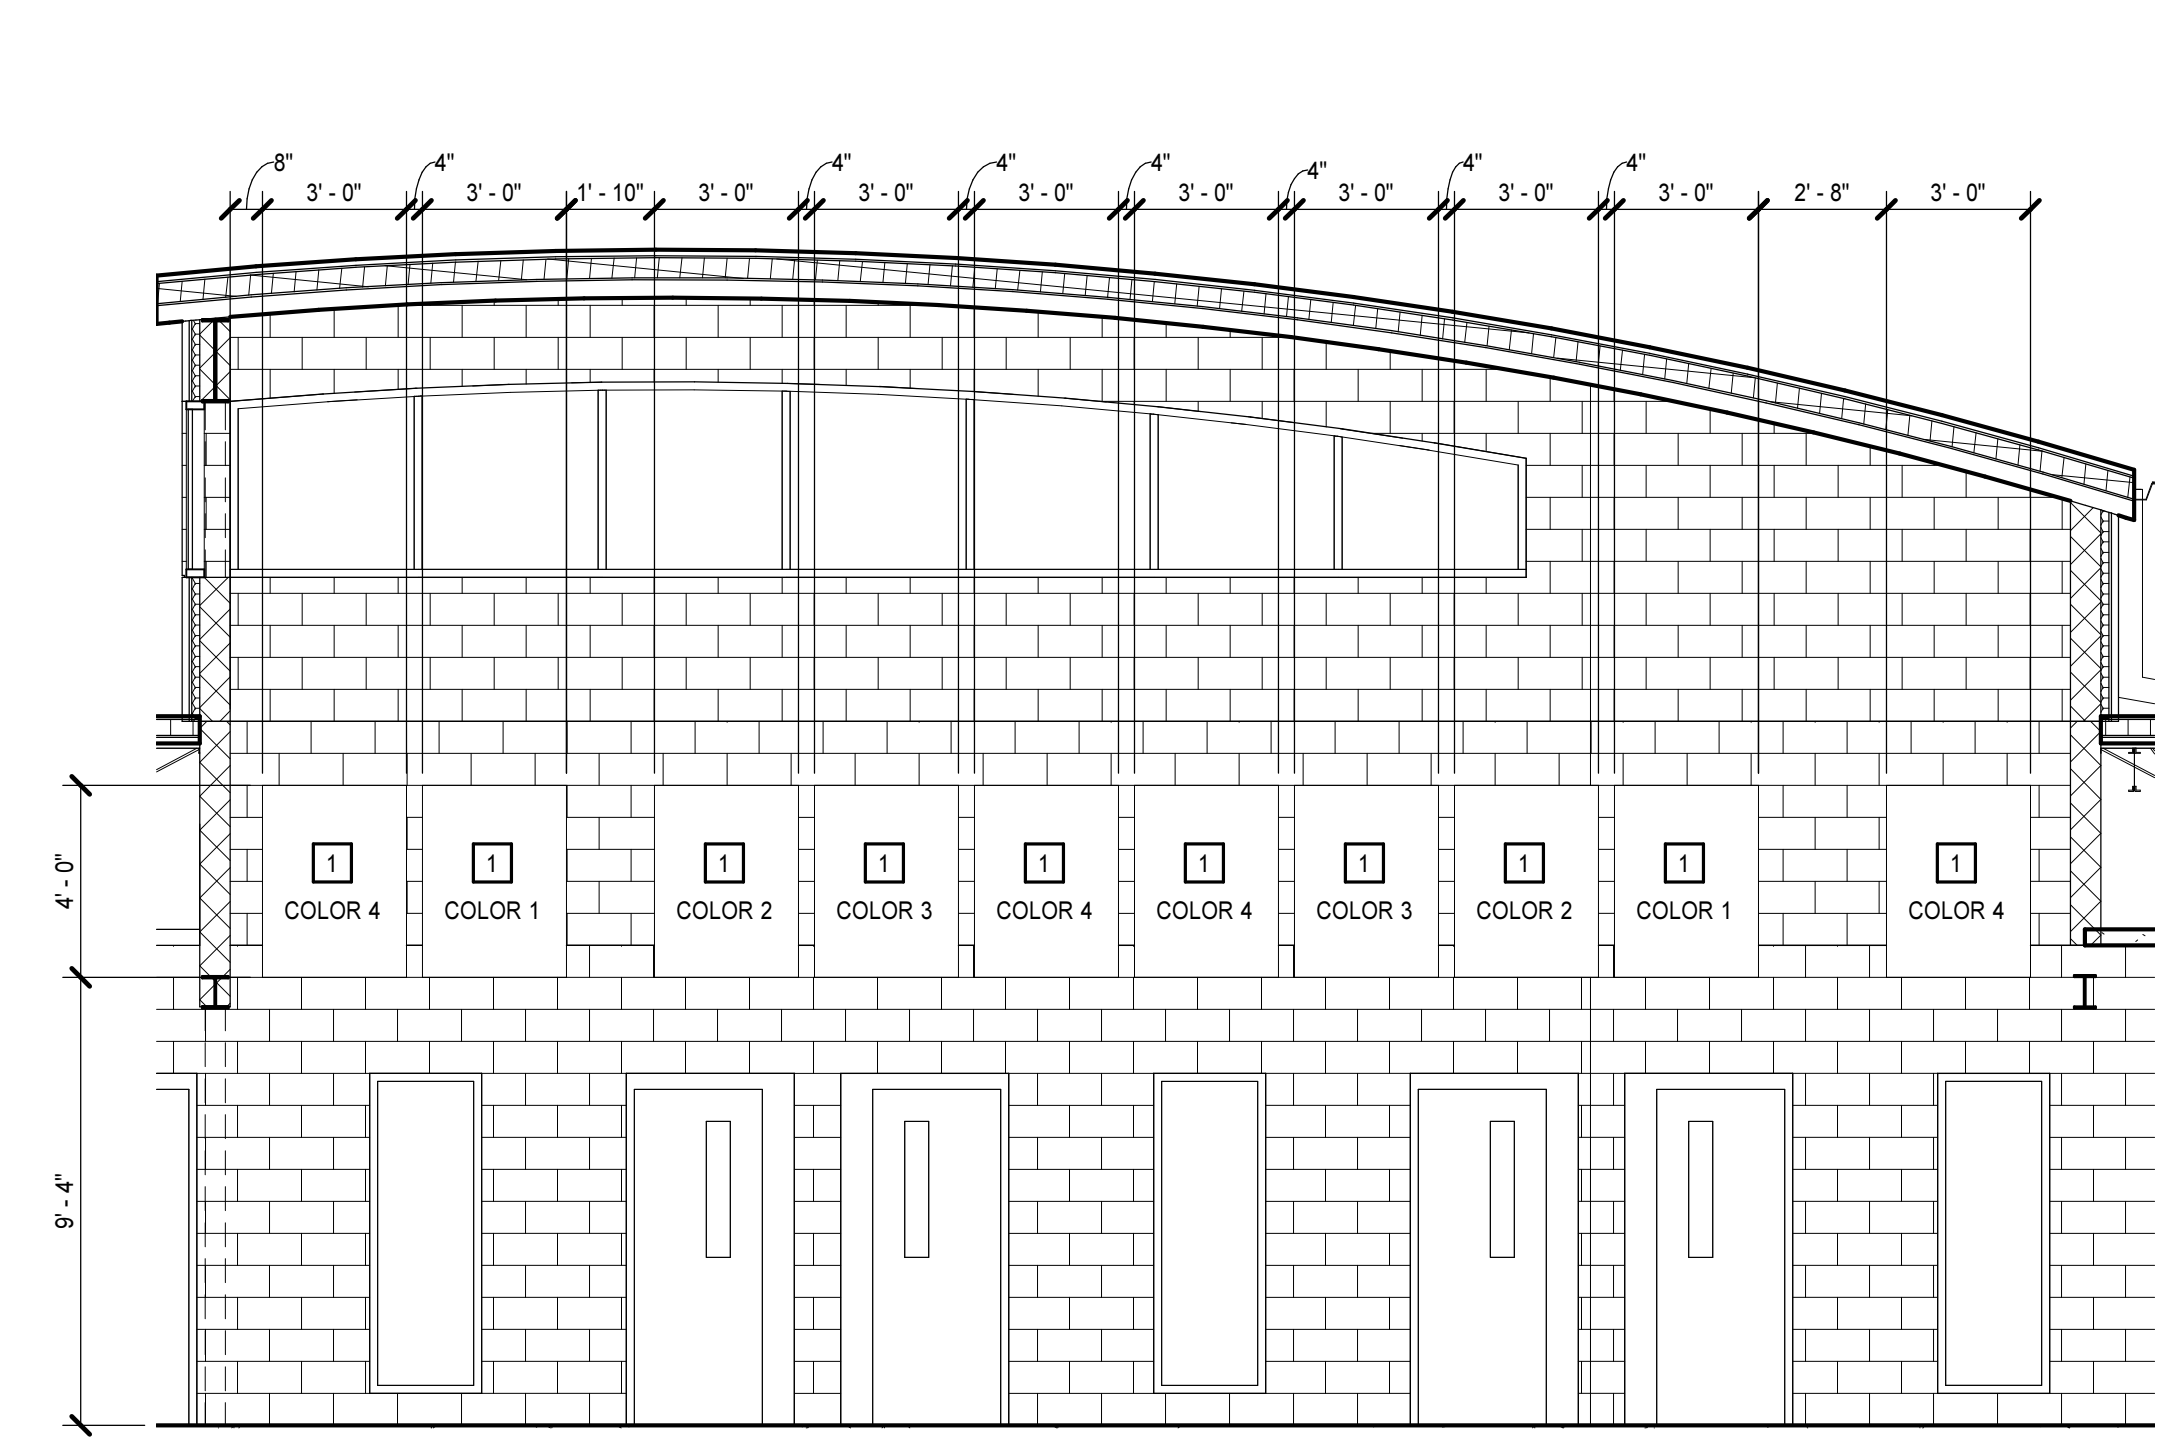 8" 4" 4" 4" 4" 4" 4" 4"
3' - 0" 3' - 0" 1' - 10" 3' - 0" 3' - 0" 3' - 0" 3' - 0" 3' - 0" 3' - 0" 3' - 0" 2' - 8" 3' - 0"
1 1 1 1 1 1 1 1 1 1
COLOR 4 COLOR 1 COLOR 2 COLOR 3 COLOR 4 COLOR 4 COLOR 3 COLOR 2 COLOR 1 COLOR 4
4' - 0"
9' - 4"